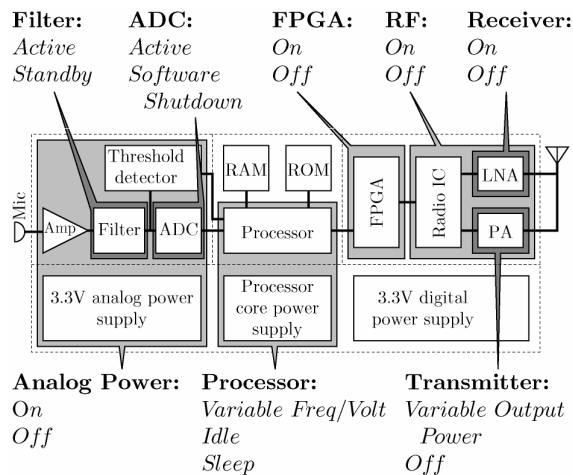 Filter:
Active
Standby
ADC:
Active
Software
Shutdown
FPGA:
On
Off
RF:
On
Off
Receiver:
On
Off
Mic
Amp
Filter
Threshold
detector
ADC
RAM
ROM
Processor
FPGA
Radio IC
LNA
PA
3.3V analog power
supply
Processor
core power
supply
3.3V digital
power supply
Analog Power:
On
Off
Processor:
Variable Freq/Volt
Idle
Sleep
Transmitter:
Variable Output
Power
Off